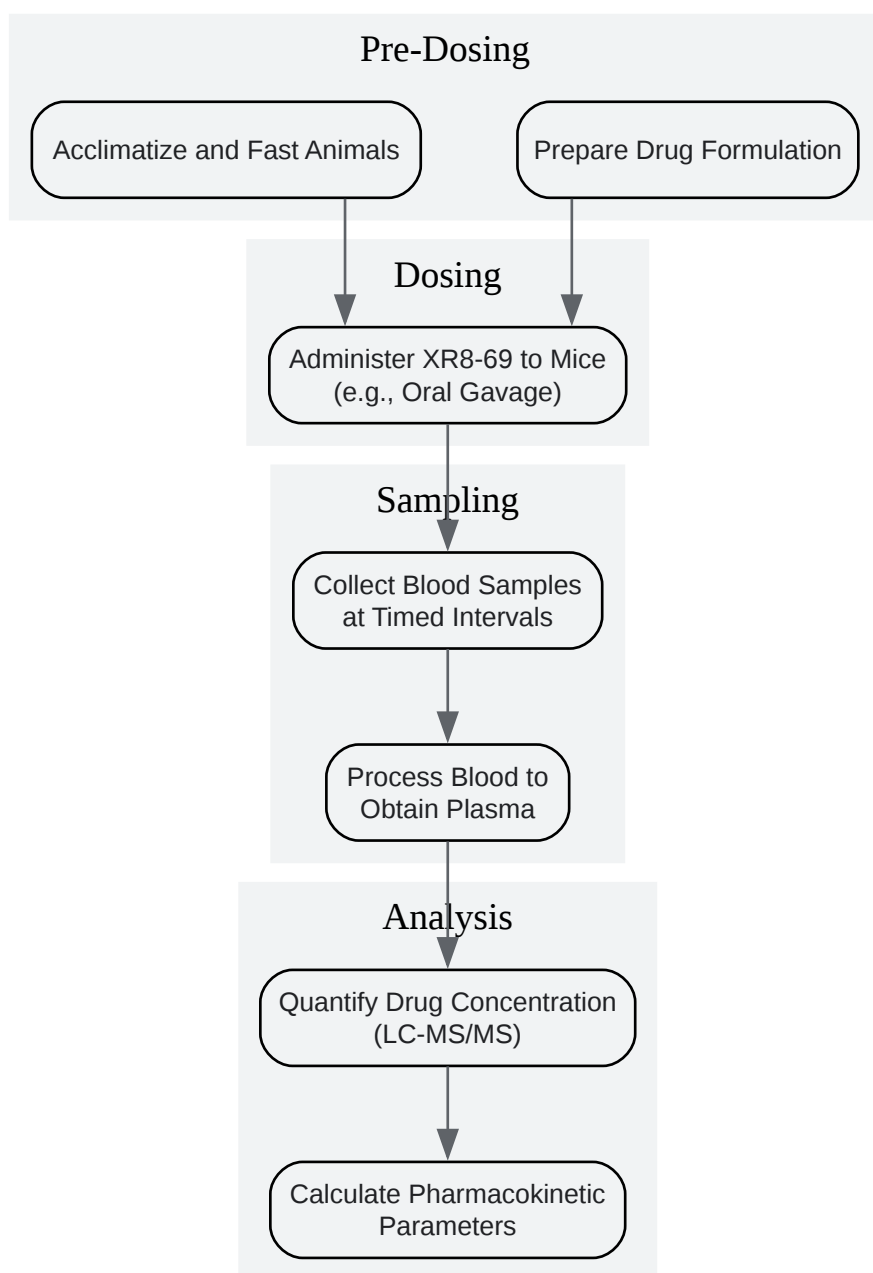 Pre-Dosing
Acclimatize and Fast Animals
Prepare Drug Formulation
Dosing
Administer XR8-69 to Mice
(e.g., Oral Gavage)
Sampling
Collect Blood Samples
at Timed Intervals
Process Blood to
Obtain Plasma
Analysis
Quantify Drug Concentration
(LC-MS/MS)
Calculate Pharmacokinetic
Parameters